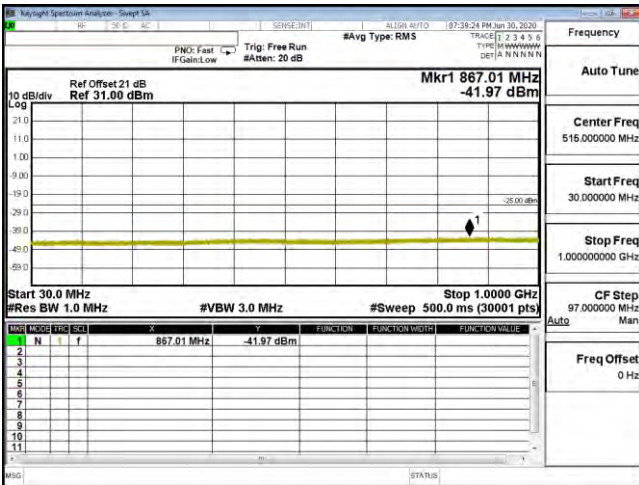 Keysight Spectrum Analyzer - Swept SA
RF 50 Ω AC SENSE:INT ALIGN AUTO 07:39:24 PM Jun 30, 2020
#Avg Type: RMS
TRACE 1 2 3 4 5 6
TYPE M WWWWW
DET A N N N N N
PNO: Fast Trig: Free Run
IFGain:Low #Atten: 20 dB
Ref Offset 21 dB
10 dB/div Ref 31.00 dBm
Log
Mkr1 867.01 MHz
-41.97 dBm
21.0
11.0
1.00
-9.00
-19.0
-25.00 dBm
-29.0
1
-39.0
-49.0
-59.0
Start 30.0 MHz Stop 1.0000 GHz
#Res BW 1.0 MHz #VBW 3.0 MHz #Sweep 500.0 ms (30001 pts)
MKR MODE TRC SCL X Y FUNCTION FUNCTION WIDTH FUNCTION VALUE
1 N 1 f 867.01 MHz -41.97 dBm
2
3
4
5
6
7
8
9
10
11
MSG STATUS
Frequency
Auto Tune
Center Freq
515.000000 MHz
Start Freq
30.000000 MHz
Stop Freq
1.000000000 GHz
CF Step
97.000000 MHz
Auto Man
Freq Offset
0 Hz